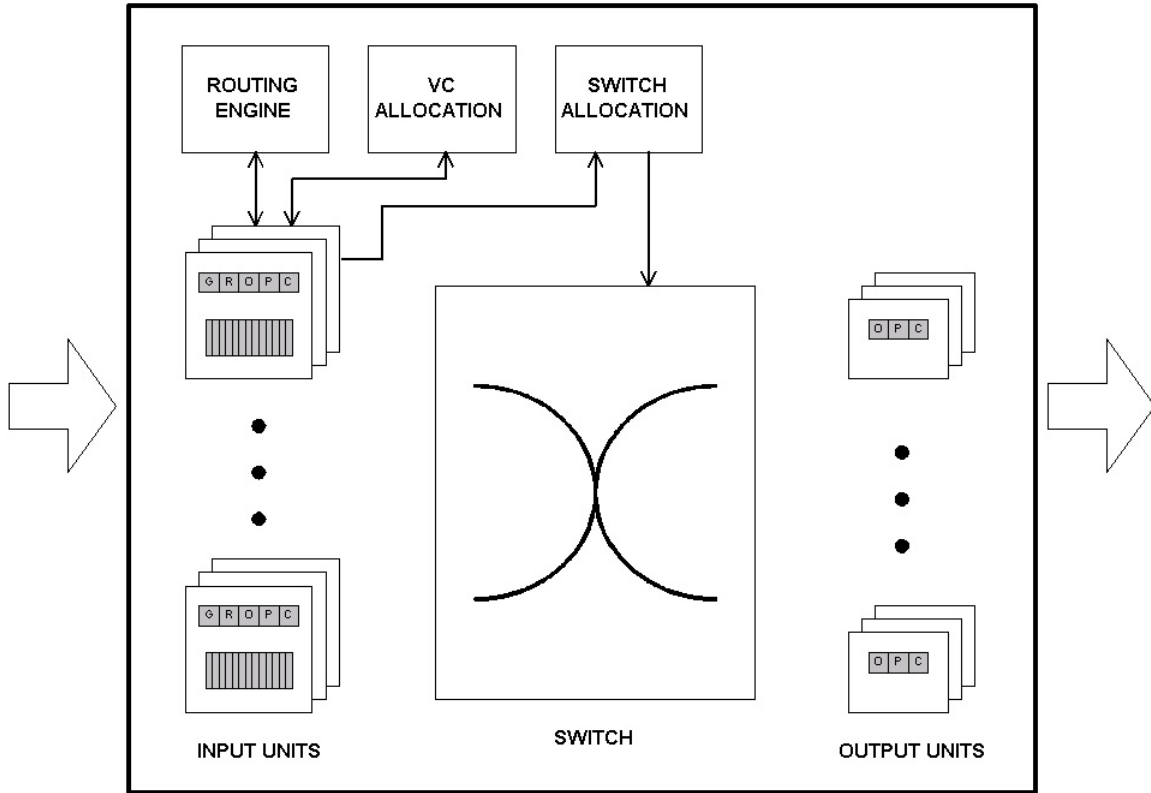 ROUTING
ENGINE
VC
ALLOCATION
SWITCH
ALLOCATION
G R O P C
O P C
G R O P C
O P C
INPUT UNITS
SWITCH
OUTPUT UNITS